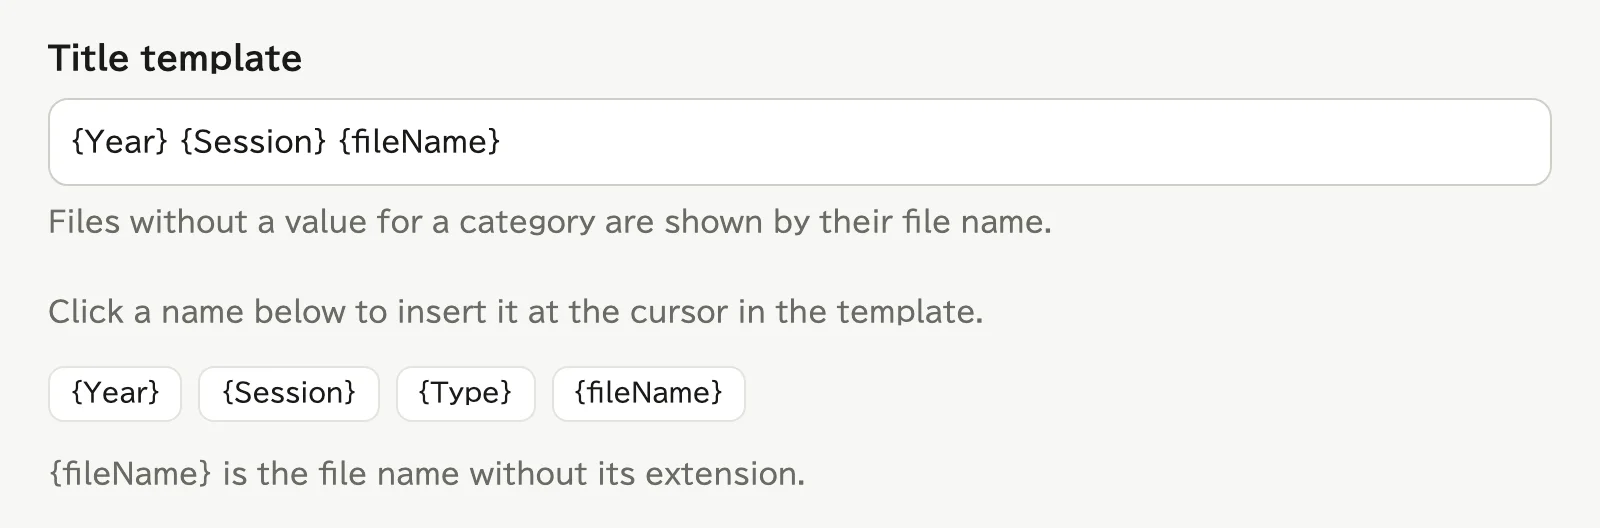 Title template
{Year} {Session} {fileName}
Files without a value for a category are shown by their file name.
Click a name below to insert it at the cursor in the template.
{Year} {Session} {Type} {fileName}
{fileName} is the file name without its extension.